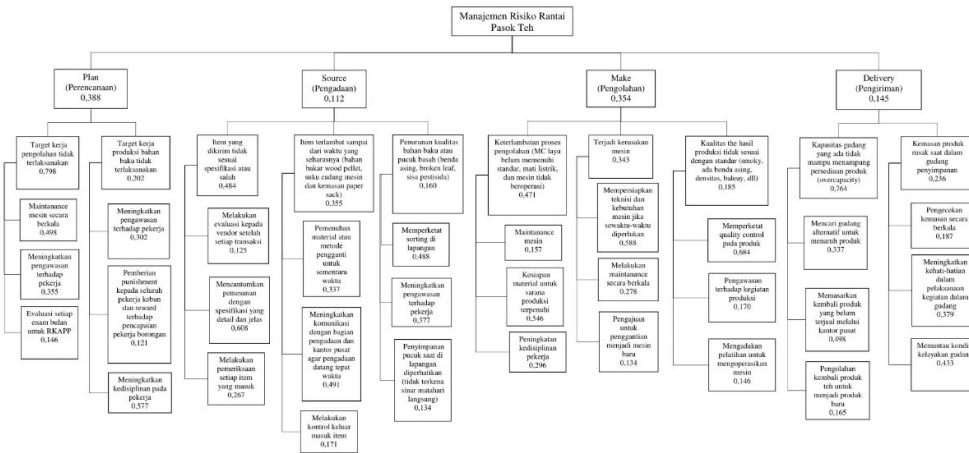 Manajemen Risiko Rantai
Pasok Teh
Plan
(Perencanaan)
0,388
Source
(Pengadaan)
0,112
Make
(Pengolahan)
0,354
Delivery
(Pengiriman)
0,145
Target kerja
pengolahan tidak
terlaksanakan
0,798
Maintanance
mesin secara
berkala
0,498
Meningkatkan
pengawasan
terhadap
pekerja
0,355
Evaluasi setiap
enam bulan
untuk RKAPP
0,146
Target kerja
produksi bahan
baku tidak
terlaksanakan
0,202
Meningkatkan
pengawasan
terhadap pekerja
0,302
Pemberian
punishment
kepada seluruh
pekerja kebun
dan reward
terhadap
pencapaian
pekerja borongan
0,121
Meningkatkan
kedisiplinan pada
pekerja
0,577
Item yang
dikirim tidak
sesuai
spesifikasi atau
salah
0,484
Melakukan
evaluasi kepada
vendor setelah
setiap transaksi
0,125
Mencantumkan
pemesanan
dengan
spesifikasi yang
detail dan jelas
0,608
Melakukan
pemeriksaan
setiap item
yang masuk
0,267
Item terlambat sampai
dari waktu yang
seharusnya (bahan
bakar wood pellet,
suku cadang mesin
dan kemasan paper
sack)
0,355
Pemenuhan
material atau
metode
pengganti
untuk
sementara
waktu
0,337
Meningkatkan
komunikasi
dengan bagian
pengadaan dan
kantor pusat
agar pengadaan
datang tepat
waktu
0,491
Melakukan
kontrol keluar
masuk item
0,171
Penurunan kualitas
bahan baku atau
pucuk basah (benda
asing, broken leaf,
sisa pestisida)
0,160
Memperketat
sorting di
lapangan
0,488
Meningkatkan
pengawasan
terhadap
pekerja
0,377
Penyimpanan
pucuk saat di
lapangan
diperhatikan
(tidak terkena
sinar matahari
langsung)
0,134
Keterlambatan proses
pengolahan (MC layu
belum memenuhi
standar, mati listrik,
dan mesin tidak
beroperasi)
0,471
Maintanance
mesin
0,157
Kesiapan
material untuk
sarana
produksi
terpenuhi
0,546
Peningkatan
kedisiplinan
pekerja
0,296
Terjadi kerusakan
mesin
0,343
Mempersiapkan
teknisi dan
kebutuhan
mesin jika
sewaktu-waktu
diperlukan
0,588
Melakukan
maintanance
secara berkala
0,278
Pengajuan
untuk
penggantian
menjadi mesin
baru
0,134
Kualitas the hasil
produksi tidak sesuai
dengan standar (smoky,
ada benda asing,
densitas, baleay, dll)
0,185
Memperketat
quality control
pada produk
0,684
Pengawasan
terhadap kegiatan
produksi
0,170
Mengadakan
pelatihan untuk
mengoperasikan
mesin
0,146
Kapasitas gudang
yang ada tidak
mampu menampung
persediaan produk
(overcapacity)
0,764
Mencari gudang
alternatif untuk
menaruh produk
0,337
Memasarkan
kembali produk
yang belum
terjual melalui
kantor pusat
0,498
Pengolahan
kembali produk
teh untuk
menjadi produk
baru
0,165
Kemasan produk
rusak saat dalam
gudang
penyimpanan
0,236
Pengecekan
kemasan secara
berkala
0,187
Meningkatkan
kehati-hatian
dalam
pelaksanaan
kegiatan dalam
gudang
0,379
Memantau kondi
kelayakan gudan
0,433